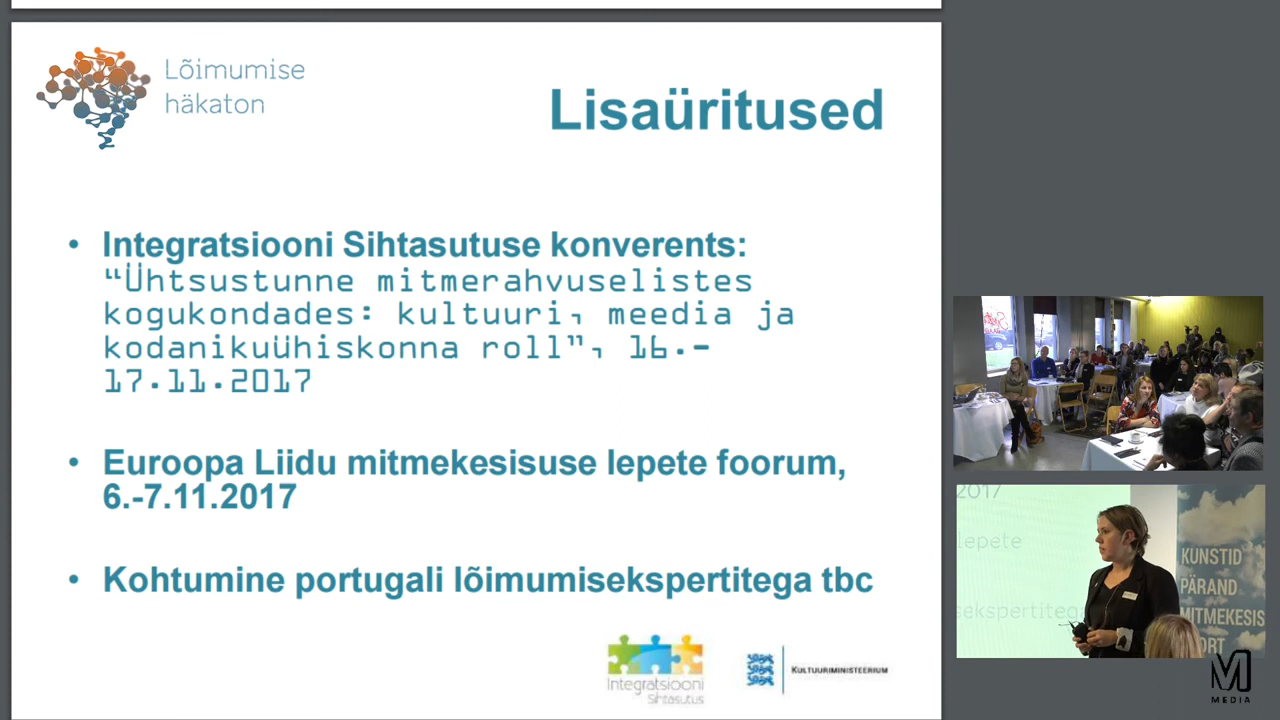 Lõimumise
häkaton
Lisaüritused
• Integratsiooni Sihtasutuse konverents:
“Ühtsustunne mitmerahvuselistes
kogukondades: kultuuri, meedia ja
kodanikuühiskonna roll”, 16.-
17.11.2017
• Euroopa Liidu mitmekesisuse lepete foorum,
6.-7.11.2017
• Kohtumine portugali lõimumisekspertitega tbc
Integratsiooni
Sihtasutus
KULTUURIMINISTEERIUM
2017
lepete
sekspertitega
KUNSTID
PÄRAND
MITMEKESIS
ORT
MEDIA